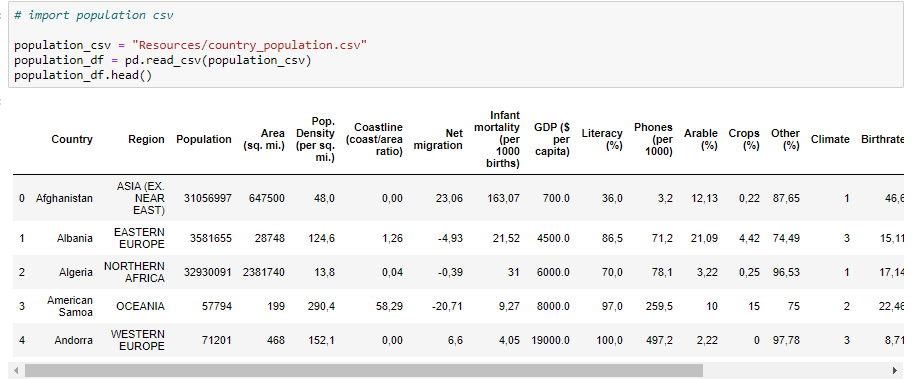 # import population csv
population_csv = "Resources/country_population.csv"
population_df = pd.read_csv(population_csv)
population_df.head()
Country Region Population Area (sq. mi.) Pop. Density (per sq. mi.) Coastline (coast/area ratio) Net migration Infant mortality (per 1000 births) GDP ($ per capita) Literacy (%) Phones (per 1000) Arable (%) Crops (%) Other (%) Climate Birthrate
0 Afghanistan ASIA (EX. NEAR EAST) 31056997 647500 48,0 0,00 23,06 163,07 700.0 36,0 3,2 12,13 0,22 87,65 1 46,6
1 Albania EASTERN EUROPE 3581655 28748 124,6 1,26 -4,93 21,52 4500.0 86,5 71,2 21,09 4,42 74,49 3 15,11
2 Algeria NORTHERN AFRICA 32930091 2381740 13,8 0,04 -0,39 31 6000.0 70,0 78,1 3,22 0,25 96,53 1 17,14
3 American Samoa OCEANIA 57794 199 290,4 58,29 -20,71 9,27 8000.0 97,0 259,5 10 15 75 2 22,46
4 Andorra WESTERN EUROPE 71201 468 152,1 0,00 6,6 4,05 19000.0 100,0 497,2 2,22 0 97,78 3 8,71